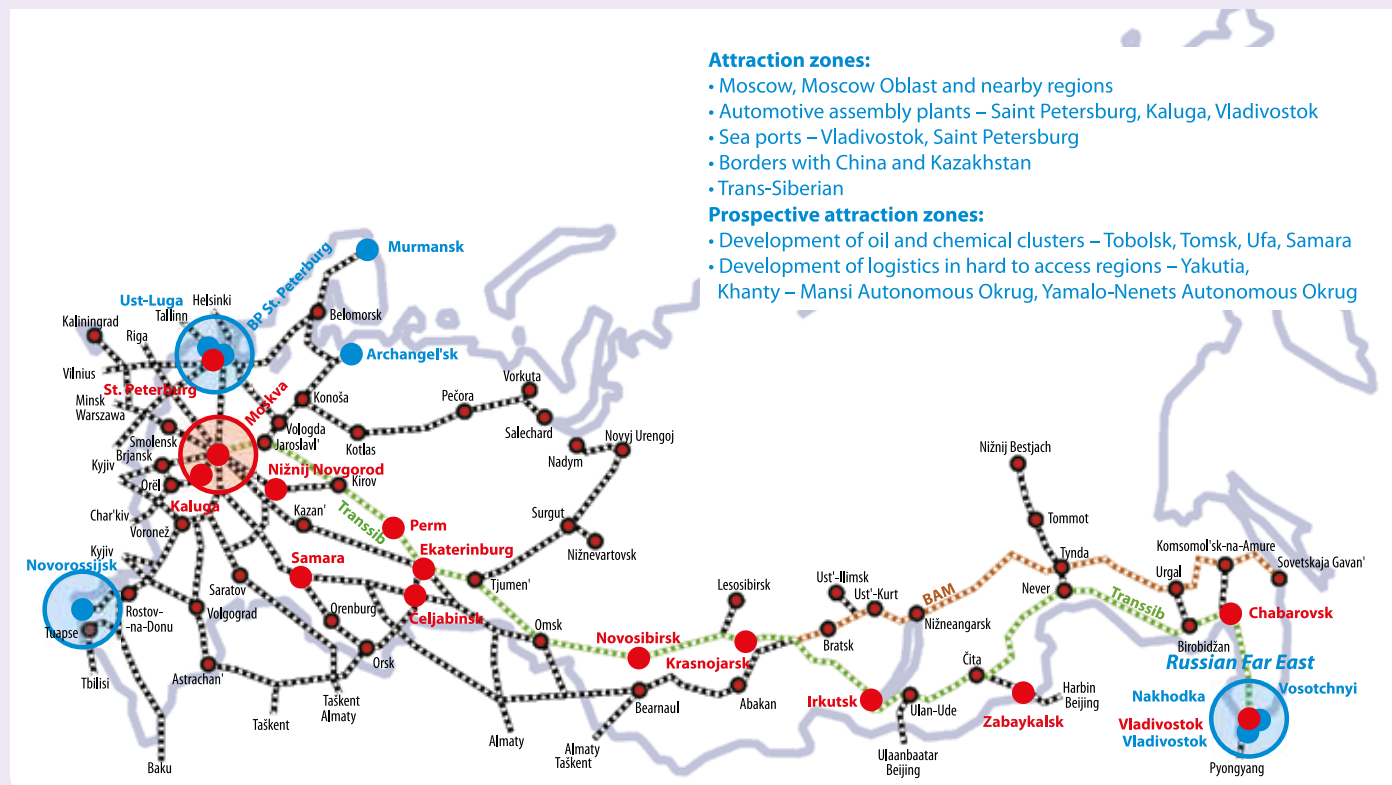 Attraction zones:
• Moscow, Moscow Oblast and nearby regions
• Automotive assembly plants – Saint Petersburg, Kaluga, Vladivostok
• Sea ports – Vladivostok, Saint Petersburg
• Borders with China and Kazakhstan
• Trans-Siberian
Prospective attraction zones:
• Development of oil and chemical clusters – Tobolsk, Tomsk, Ufa, Samara
• Development of logistics in hard to access regions – Yakutia,
Khanty – Mansi Autonomous Okrug, Yamalo-Nenets Autonomous Okrug
Murmansk
BP St. Peterburg
Ust-Luga
Helsinki
Tallinn
Kaliningrad
Riga
Belomorsk
Archangel'sk
Vilnius
St. Peterburg
Minsk
Warszawa
Moskva
Konoša
Pečora
Vorkuta
Salechard
Vologda
Jaroslavl'
Kotlas
Smolensk
Brjansk
Nadym
Novyj Urengoj
Kyjiv
Orël
Nižnij Novgorod
Kirov
Nižnij Bestjach
Kaluga
Char'kiv
Voronež
Kazan'
Transsib
Perm
Surgut
Nižnevartovsk
Tommot
Kyjiv
Novorossijsk
Samara
Ekaterinburg
Tynda
Komsomol'sk-na-Amure
Urgal
Sovetskaja Gavan'
Saratov
Tjumen'
Lesosibirsk
Ust'-Ilimsk
Ust'-Kurt
BAM
Never
Transsib
Rostov-
-na-Donu
Volgograd
Orenburg
Čeljabinsk
Nižneangarsk
Chabarovsk
Tuapse
Omsk
Novosibirsk
Krasnojarsk
Bratsk
Birobidžan
Tbilisi
Astrachan'
Orsk
Čita
Russian Far East
Taškent
Almaty
Bearnaul
Abakan
Irkutsk
Ulan-Ude
Zabaykalsk
Harbin
Beijing
Nakhodka
Vosotchnyi
Taškent
Almaty
Almaty
Taškent
Ulaanbaatar
Beijing
Vladivostok
Vladivostok
Baku
Pyongyang